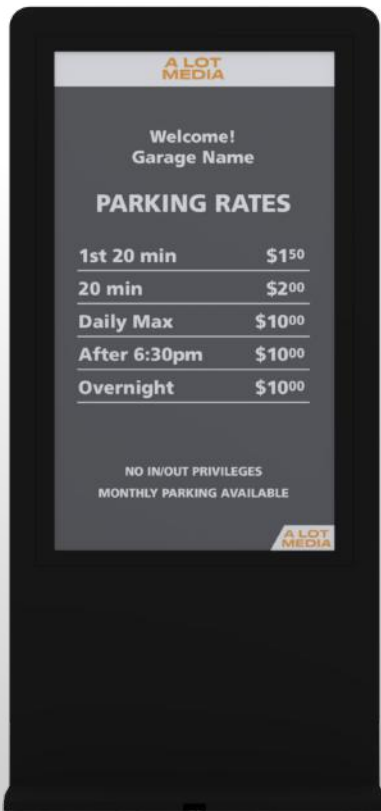 A LOT
MEDIA
Welcome!
Garage Name
PARKING RATES
1st 20 min $1⁵⁰
20 min $2⁰⁰
Daily Max $10⁰⁰
After 6:30pm $10⁰⁰
Overnight $10⁰⁰
NO IN/OUT PRIVILEGES
MONTHLY PARKING AVAILABLE
A LOT
MEDIA